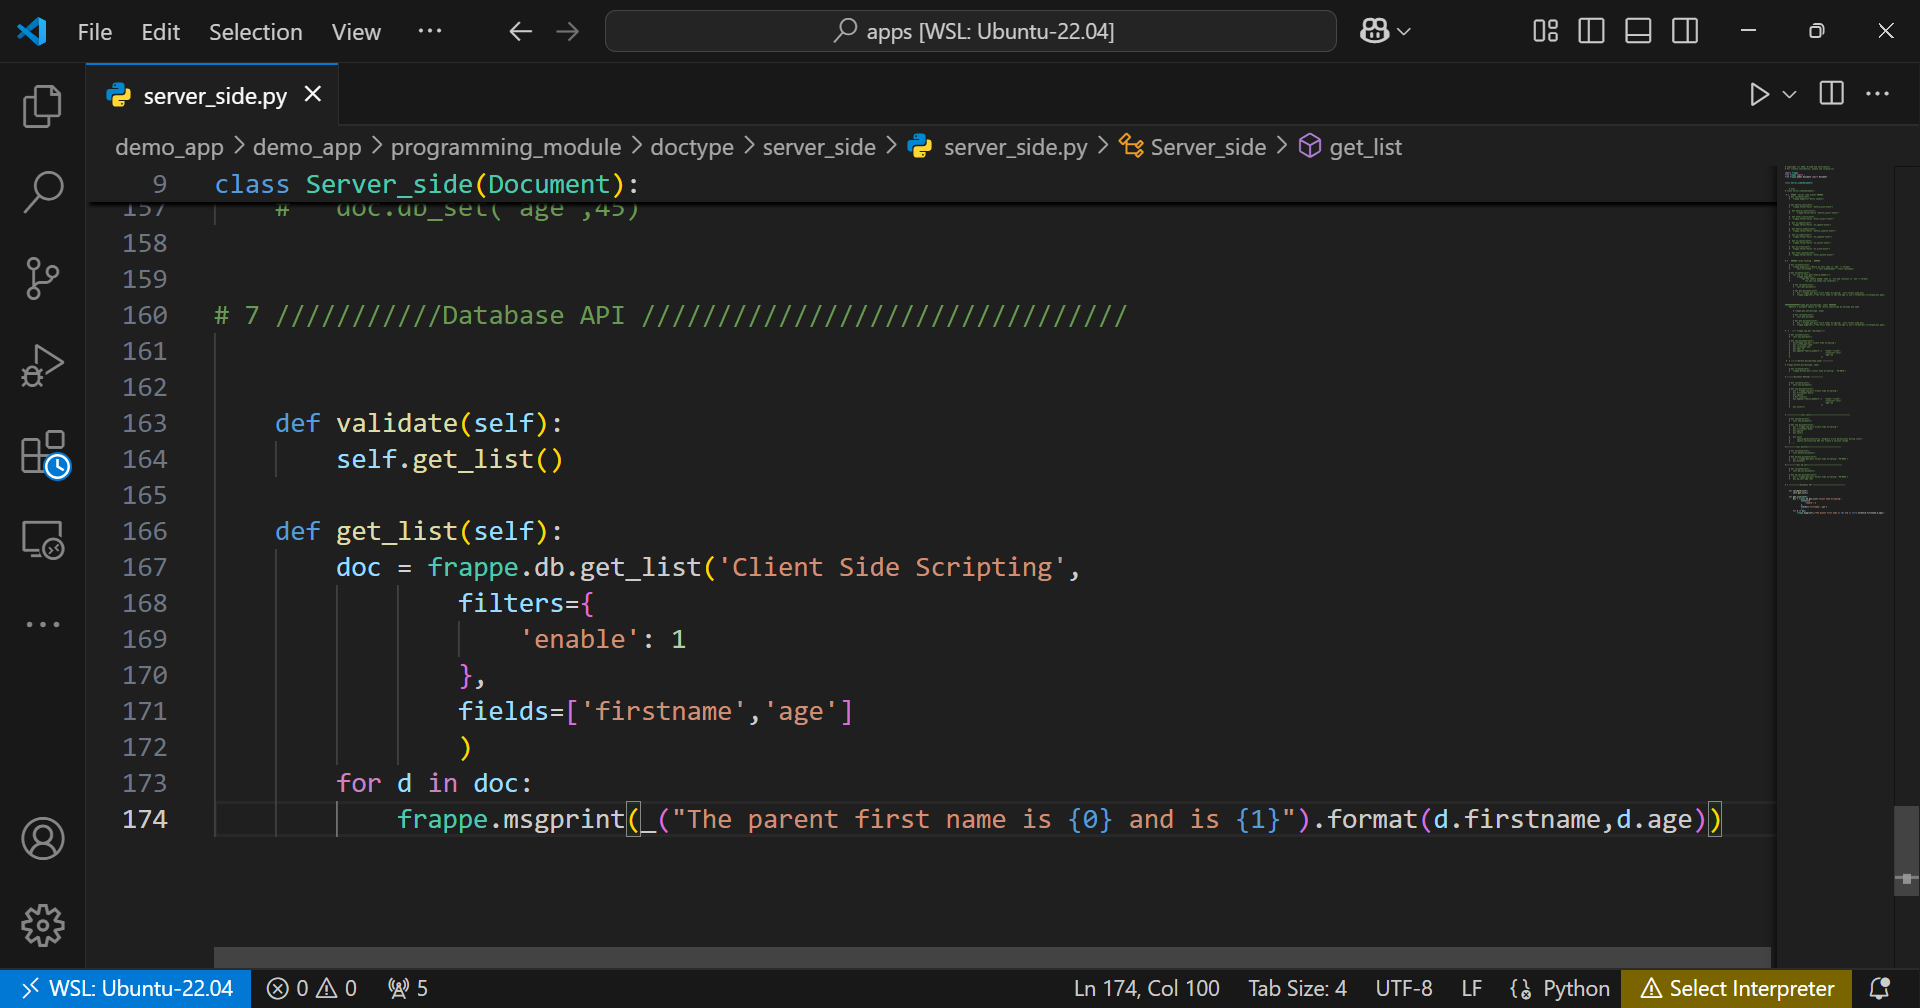 File Edit Selection View ··· apps [WSL: Ubuntu-22.04]
server_side.py
demo_app > demo_app > programming_module > doctype > server_side > server_side.py > Server_side > get_list
9 class Server_side(Document):
157 # doc.db_set('age',45)
158
159
160 # 7 ///////////Database API ////////////////////////////////
161
162
163 def validate(self):
164 self.get_list()
165
166 def get_list(self):
167 doc = frappe.db.get_list('Client Side Scripting',
168 filters={
169 'enable': 1
170 },
171 fields=['firstname','age']
172 )
173 for d in doc:
174 frappe.msgprint(_("The parent first name is {0} and is {1}").format(d.firstname,d.age))
WSL: Ubuntu-22.04 0 0 5 Ln 174, Col 100 Tab Size: 4 UTF-8 LF Python Select Interpreter